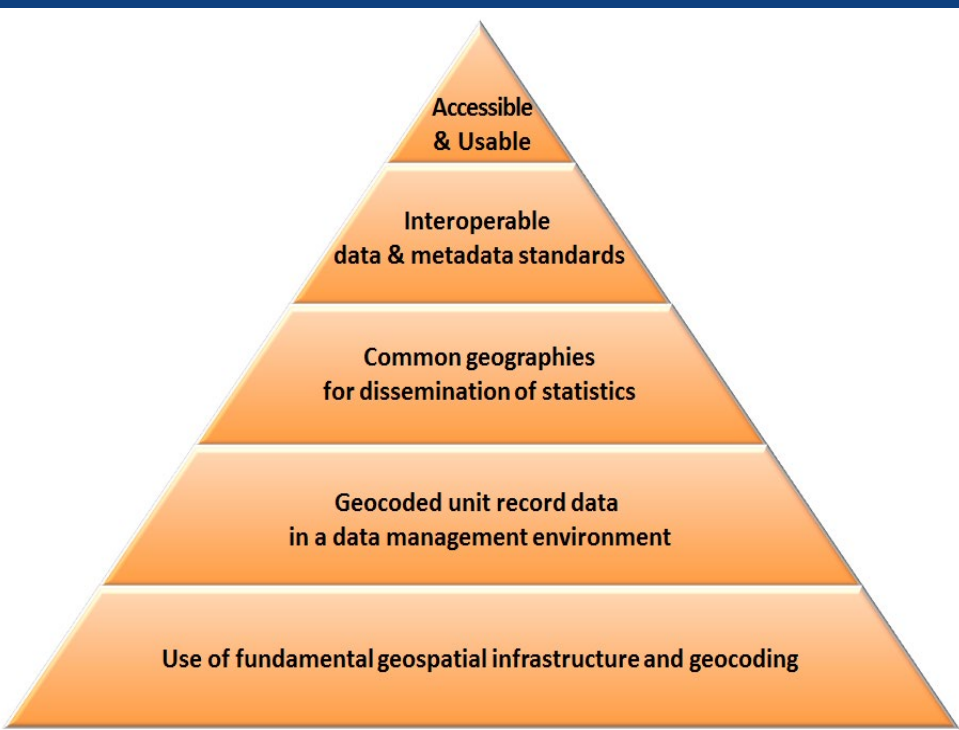 Accessible
& Usable
Interoperable
data & metadata standards
Common geographies
for dissemination of statistics
Geocoded unit record data
in a data management environment
Use of fundamental geospatial infrastructure and geocoding